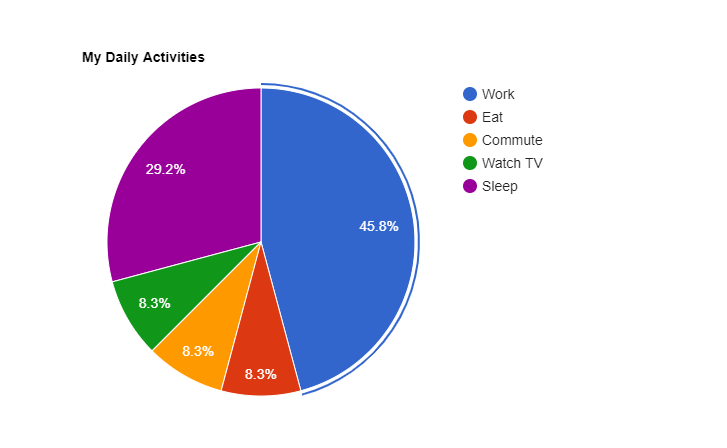 My Daily Activities
Work
Eat
Commute
Watch TV
Sleep
29.2%
45.8%
8.3%
8.3%
8.3%